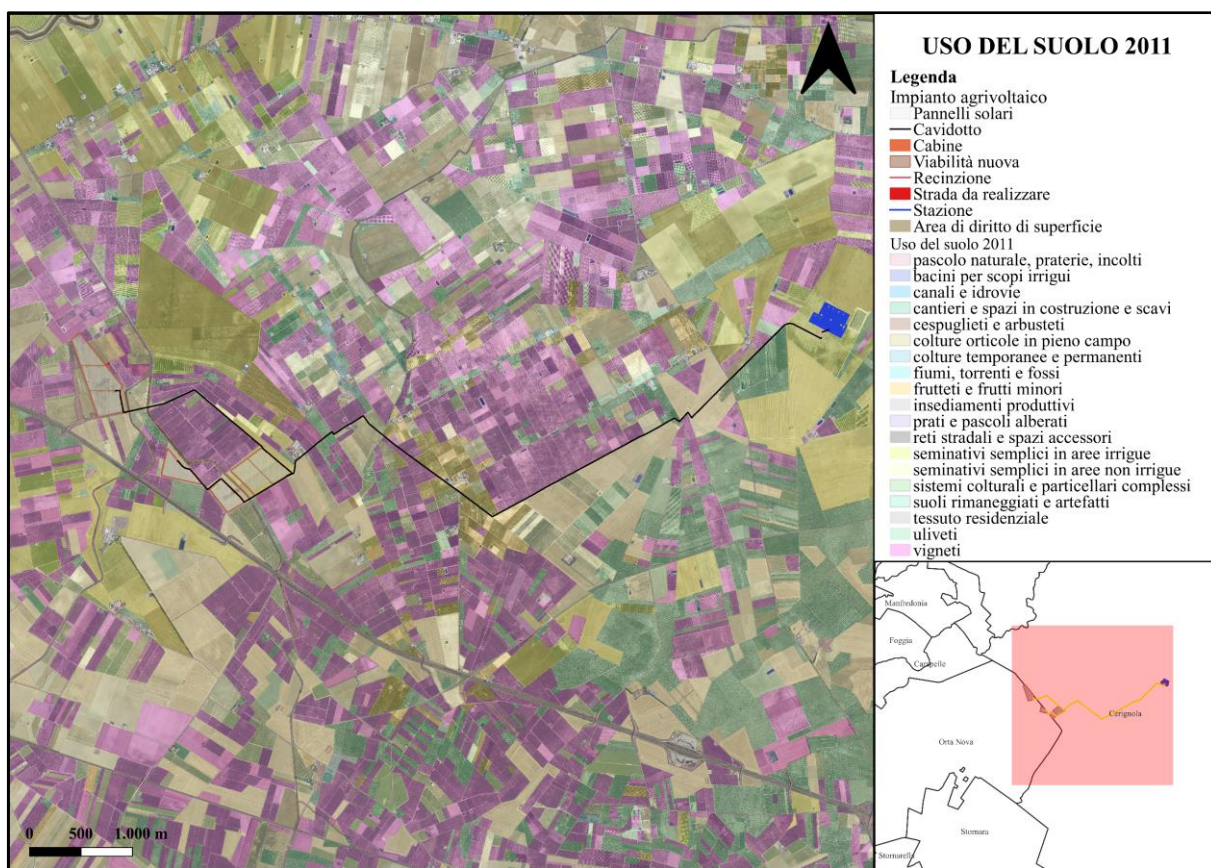 USO DEL SUOLO 2011
Legenda
Impianto agrivoltaico
Pannelli solari
Cavidotto
Cabine
Viabilità nuova
Recinzione
Strada da realizzare
Stazione
Area di diritto di superficie
Uso del suolo 2011
pascolo naturale, praterie, incolti
bacini per scopi irrigui
canali e idrovie
cantieri e spazi in costruzione e scavi
cespuglieti e arbusteti
colture orticole in pieno campo
colture temporanee e permanenti
fiumi, torrenti e fossi
frutteti e frutti minori
insediamenti produttivi
prati e pascoli alberati
reti stradali e spazi accessori
seminativi semplici in aree irrigue
seminativi semplici in aree non irrigue
sistemi colturali e particellari complessi
suoli rimaneggiati e artefatti
tessuto residenziale
uliveti
vigneti
Manfredonia
Foggia
Carapelle
Cerignola
Orta Nova
Stornara
Stornarella
0 500 1.000 m